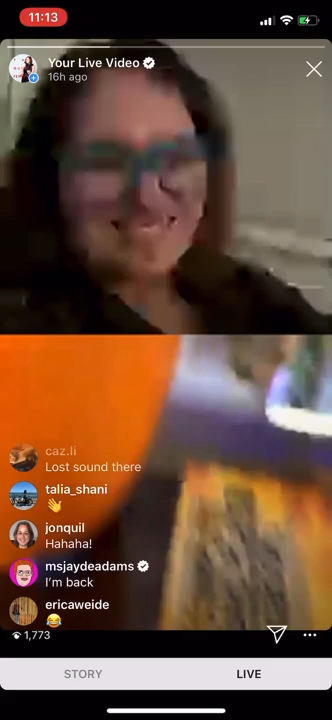 11:13
Your Live Video
16h ago
caz.li
Lost sound there
talia_shani
👋
jonquil
Hahaha!
msjaydeadams
I'm back
ericaweide
😂
1,773
STORY
LIVE